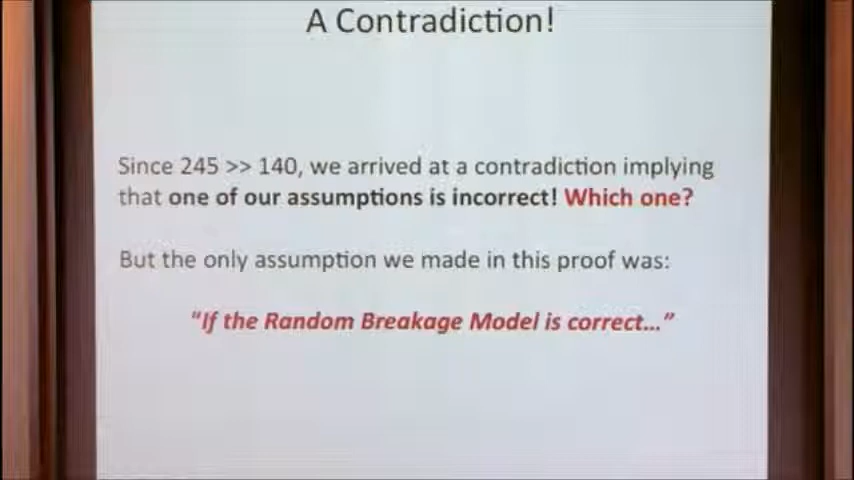 A Contradiction!
Since 245 >> 140, we arrived at a contradiction implying
that one of our assumptions is incorrect! Which one?
But the only assumption we made in this proof was:
“If the Random Breakage Model is correct...”